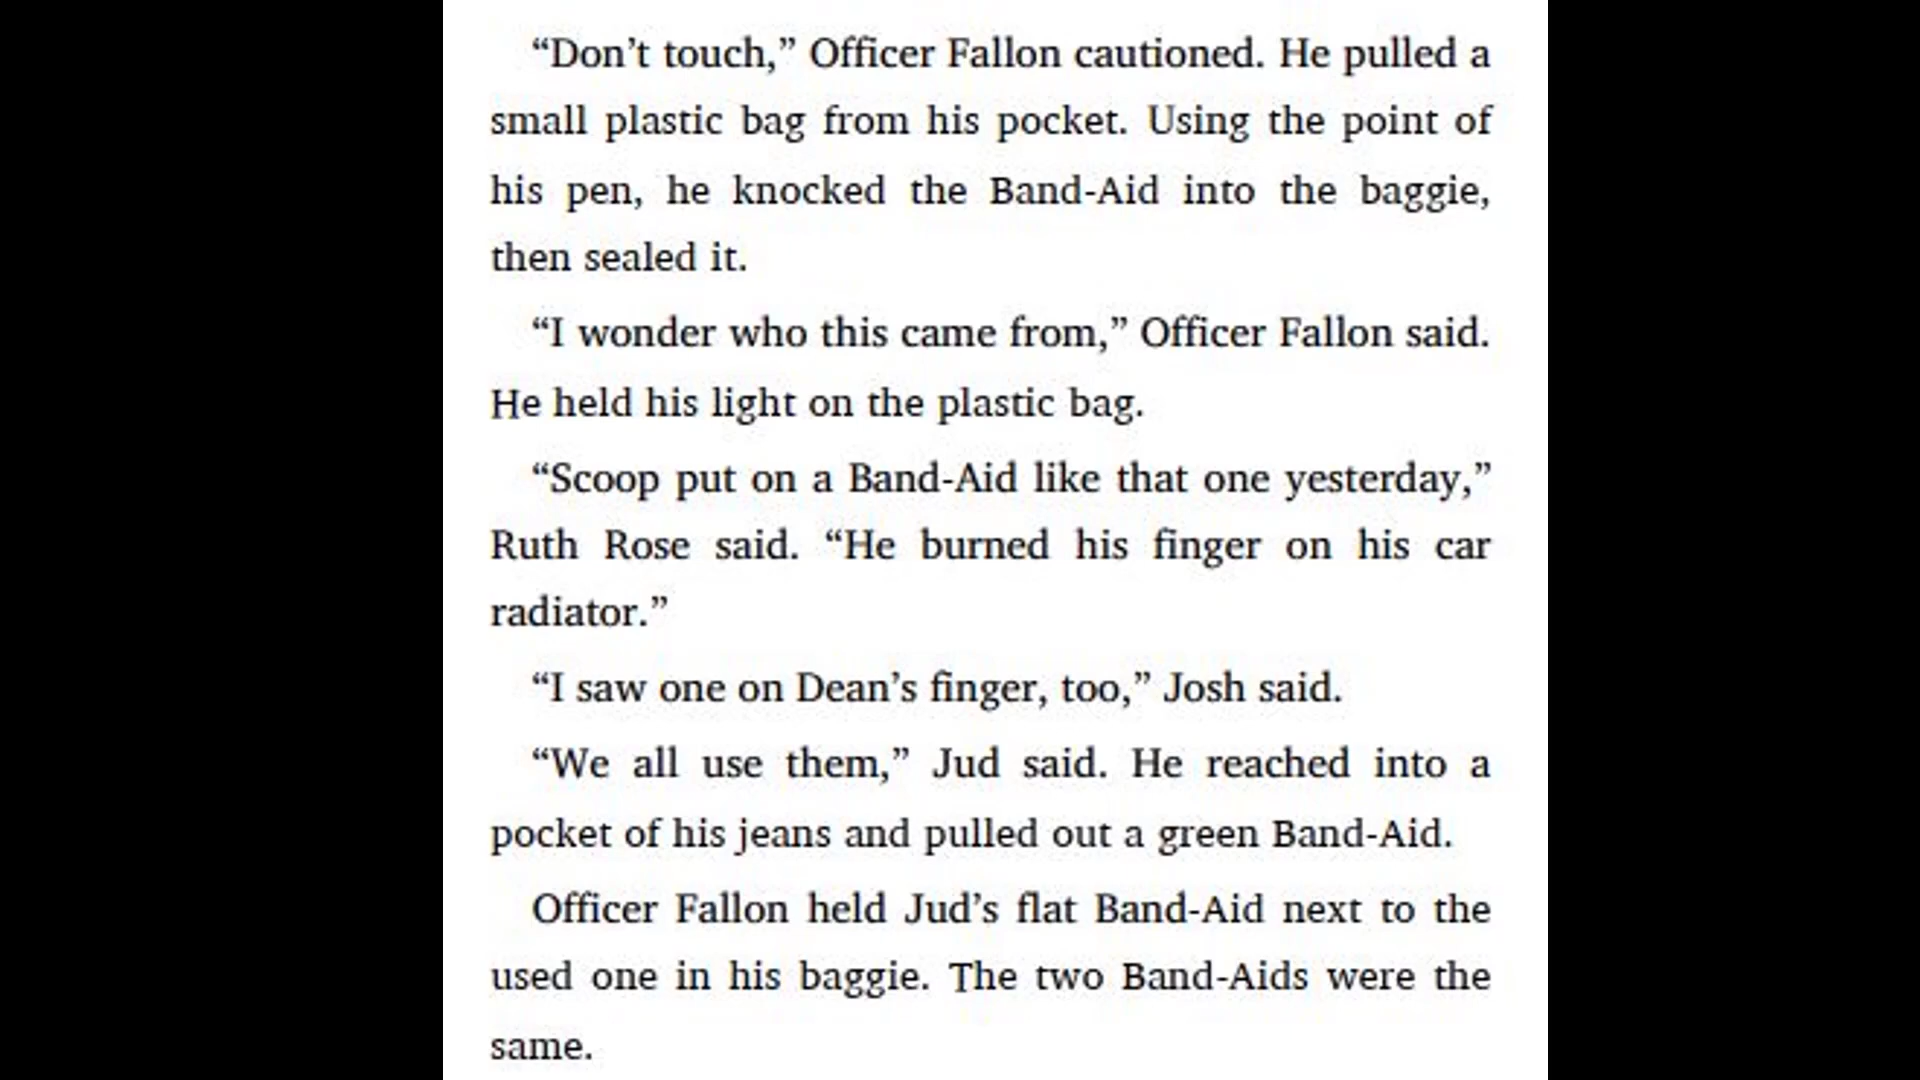 “Don’t touch,” Officer Fallon cautioned. He pulled a
small plastic bag from his pocket. Using the point of
his pen, he knocked the Band-Aid into the baggie,
then sealed it.
“I wonder who this came from,” Officer Fallon said.
He held his light on the plastic bag.
“Scoop put on a Band-Aid like that one yesterday,”
Ruth Rose said. “He burned his finger on his car
radiator.”
“I saw one on Dean’s finger, too,” Josh said.
“We all use them,” Jud said. He reached into a
pocket of his jeans and pulled out a green Band-Aid.
Officer Fallon held Jud’s flat Band-Aid next to the
used one in his baggie. The two Band-Aids were the
same.